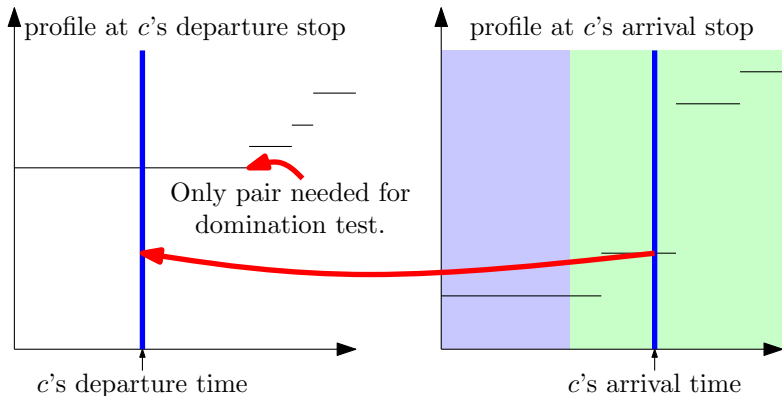 profile at c's departure stop
profile at c's arrival stop
Only pair needed for
domination test.
c's departure time
c's arrival time